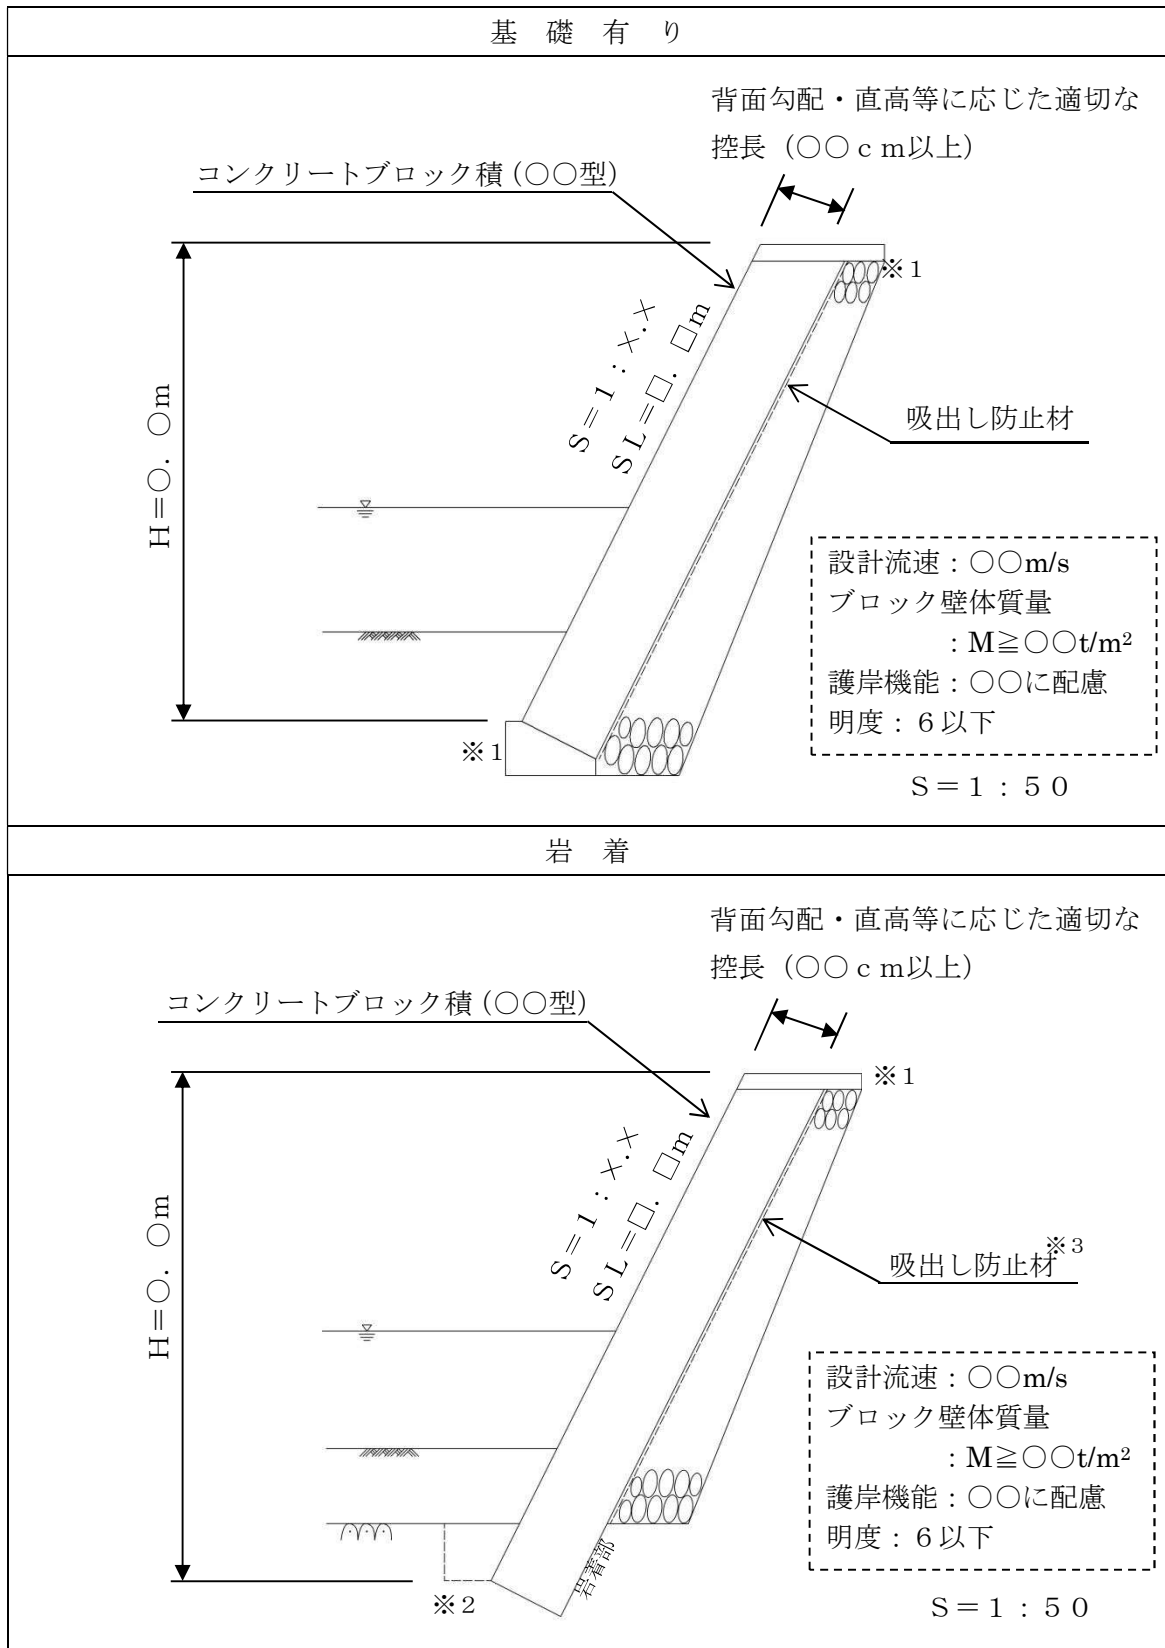 基礎有り
背面勾配・直高等に応じた適切な
控長（○○ｃｍ以上）
コンクリートブロック積（○○型）
※１
S＝１：×.×
ＳＬ＝□．□m
H＝○．○m
吸出し防止材
設計流速：○○m/s
ブロック壁体質量
：M≧○○t/m²
護岸機能：○○に配慮
明度：６以下
※１
Ｓ＝１：５０
岩着
背面勾配・直高等に応じた適切な
控長（○○ｃｍ以上）
コンクリートブロック積（○○型）
※１
S＝１：×.×
ＳＬ＝□．□m
H＝○．○m
吸出し防止材※３
設計流速：○○m/s
ブロック壁体質量
：M≧○○t/m²
護岸機能：○○に配慮
明度：６以下
岩着部
※２
Ｓ＝１：５０